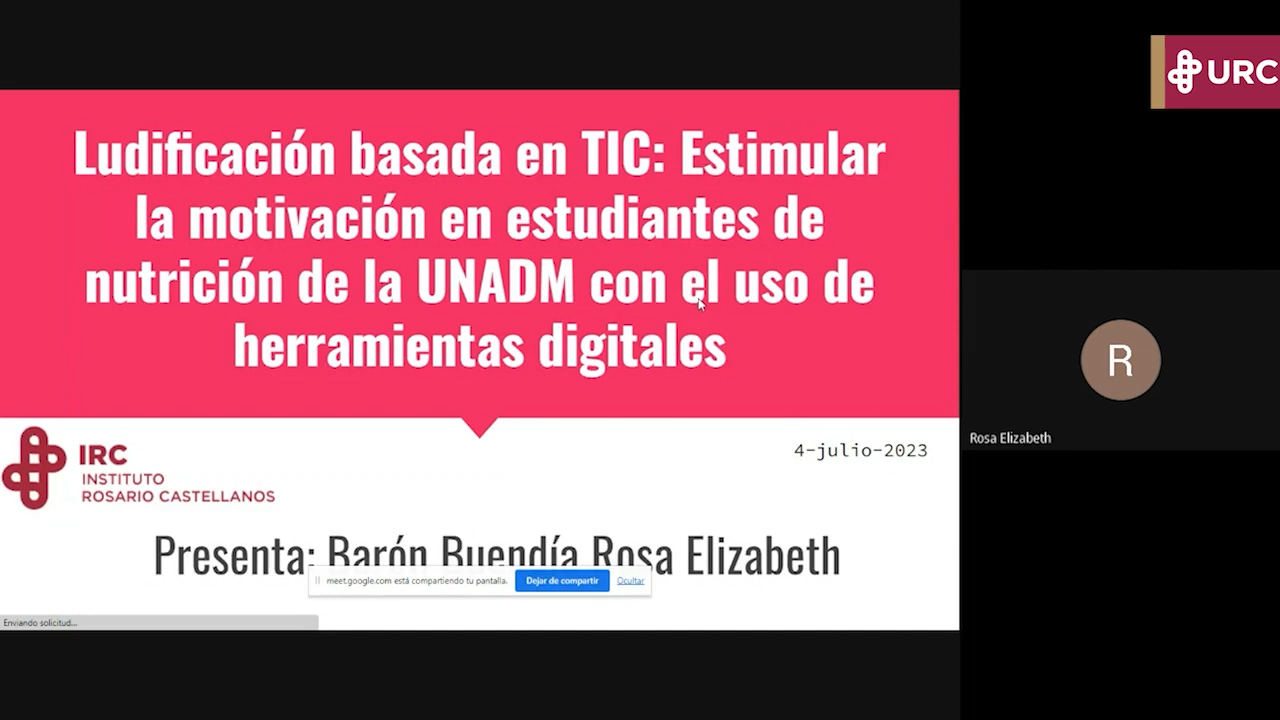 URC
Ludificación basada en TIC: Estimular
la motivación en estudiantes de
nutrición de la UNADM con el uso de
herramientas digitales
IRC
INSTITUTO
ROSARIO CASTELLANOS
4-julio-2023
Presenta: Barón Buendía Rosa Elizabeth
meet.google.com está compartiendo tu pantalla.
Dejar de compartir
Ocultar
Enviando solicitud...
R
Rosa Elizabeth